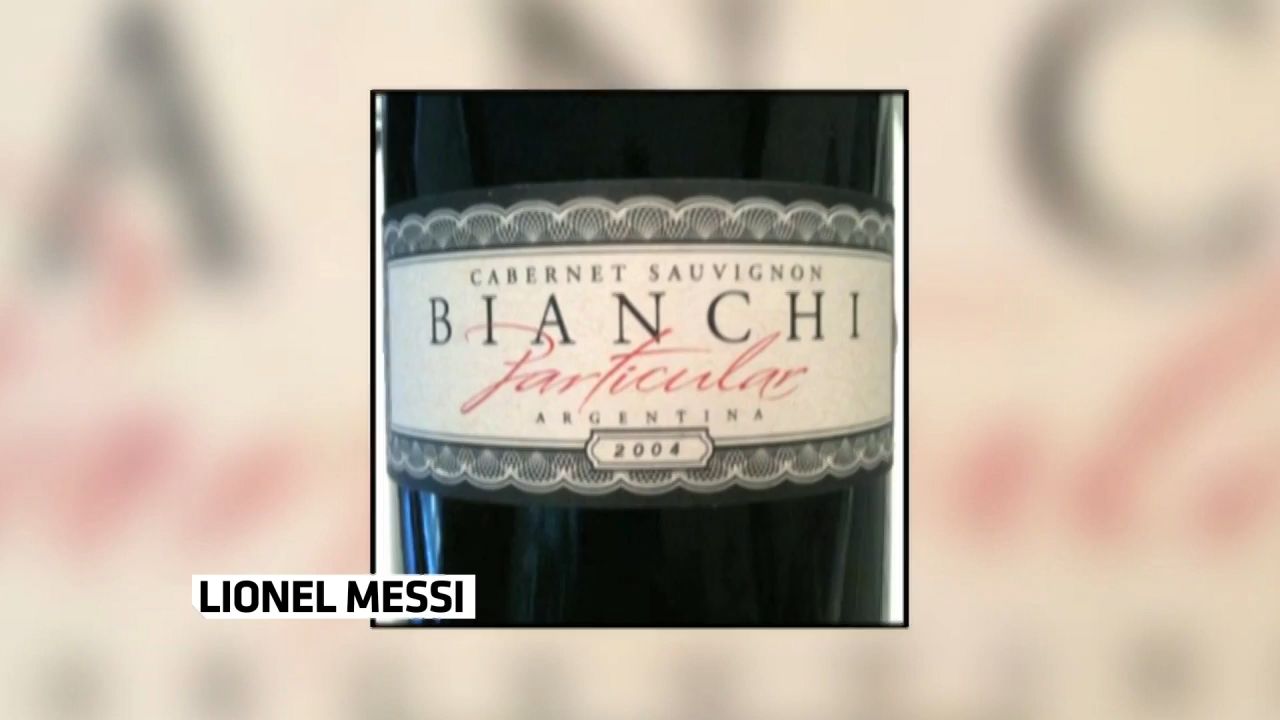 CABERNET SAUVIGNON
BIANCHI
Particular
ARGENTINA
2004
LIONEL MESSI